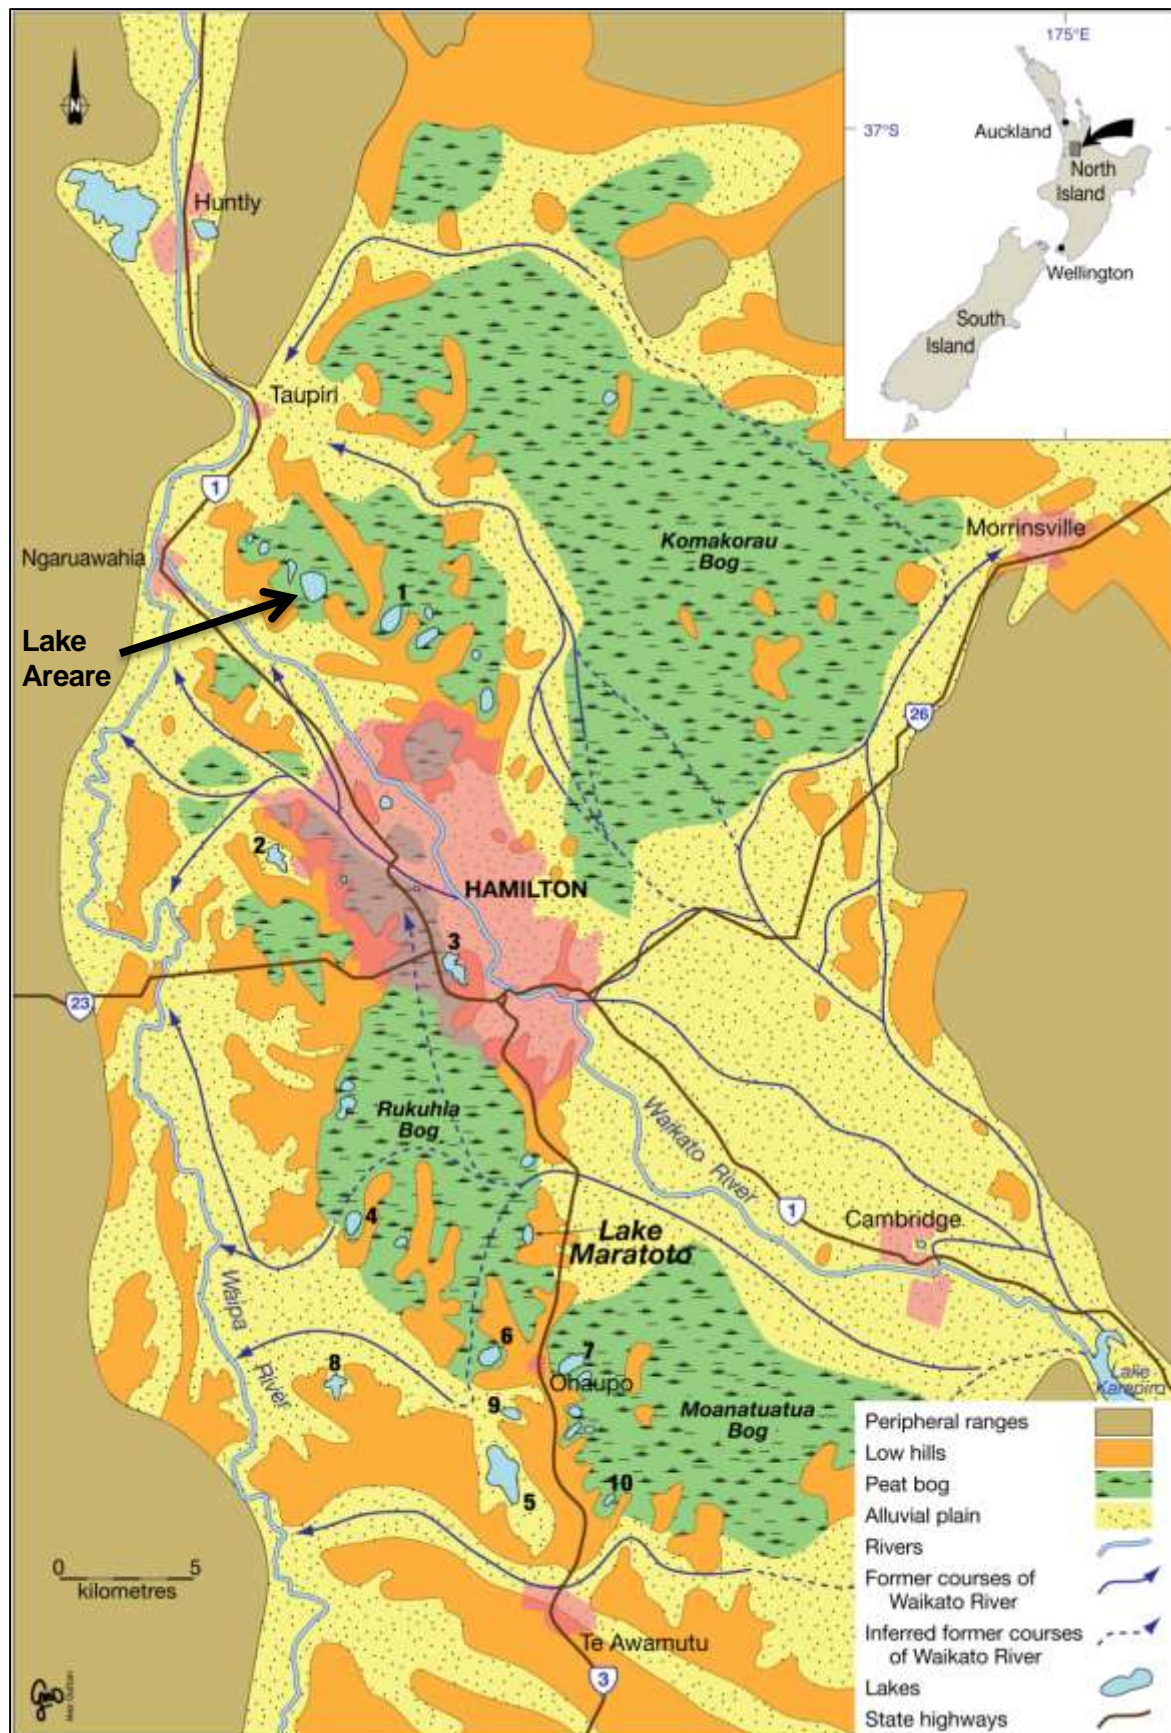 N
175°E
37°S
Auckland
North
Island
Wellington
South
Island
Huntly
Taupiri
1
Ngaruawahia
Komakorau
Bog
Morrinsville
1
Lake
Areare
26
2
HAMILTON
3
23
Rukuhia
Bog
Waikato River
1
4
Lake
Maratoto
Cambridge
Waipa
River
6
7
8
Ohaupo
Lake
Karapiro
9
Moanatuatua
Bog
5
10
0 5
kilometres
Te Awamutu
3
Peripheral ranges
Low hills
Peat bog
Alluvial plain
Rivers
Former courses of
Waikato River
Inferred former courses
of Waikato River
Lakes
State highways